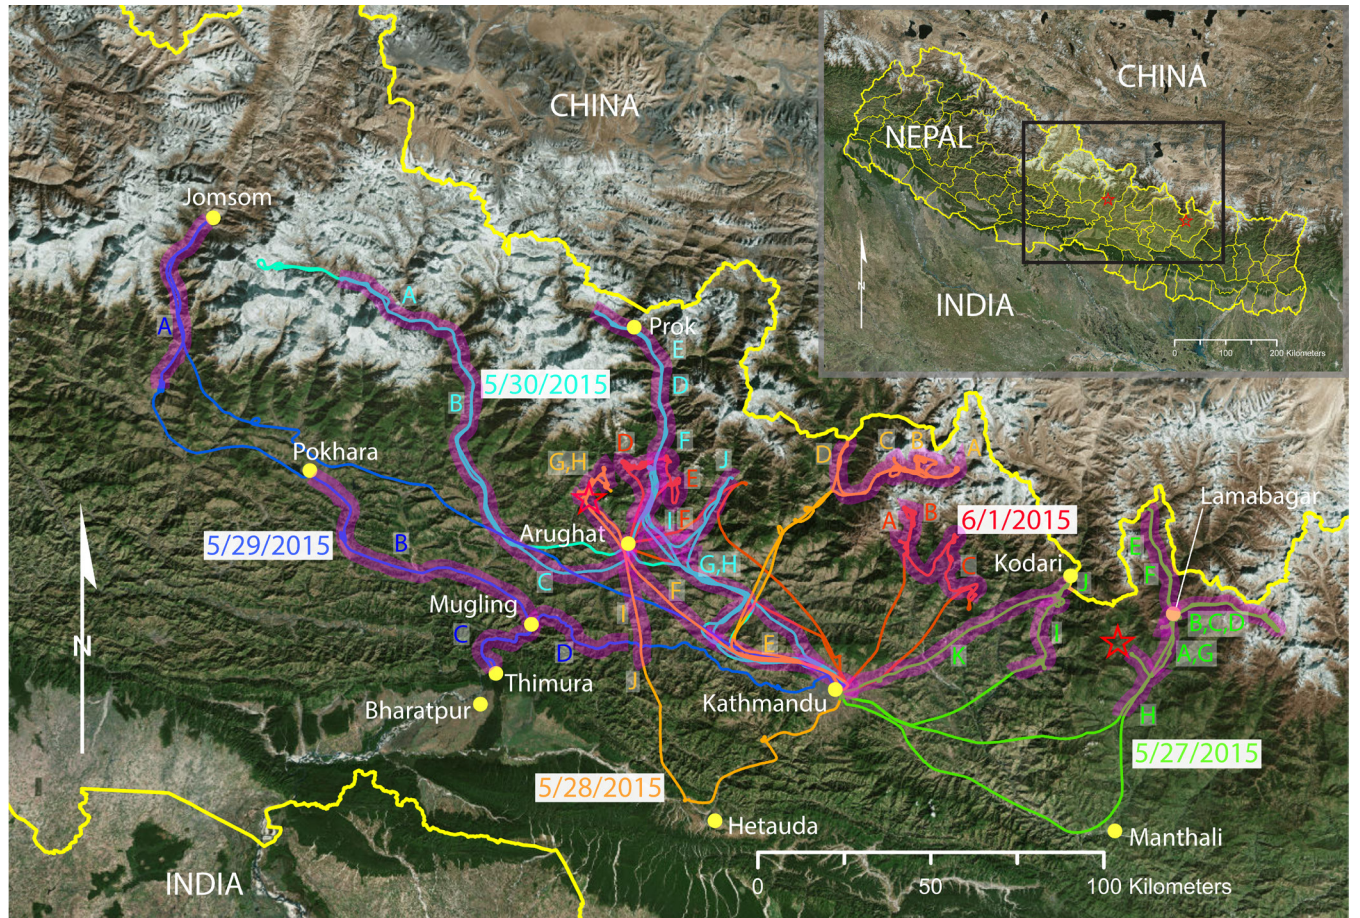 CHINA
Jomsom
A
A
5/30/2015
B
Prok
E
D
F
D
G,H
E
J
I
F
Arughat
G,H
F
C
I
E
D
C
B
A
A
B
6/1/2015
C
Kodari
J
Lamabagar
E
F
B,C,D
A,G
I
K
H
5/27/2015
Pokhara
5/29/2015
B
Mugling
C
D
Thimura
Bharatpur
J
Kathmandu
5/28/2015
Hetauda
Manthali
N
INDIA
0 50 100 Kilometers
CHINA
NEPAL
INDIA
N
0 100 200 Kilometers